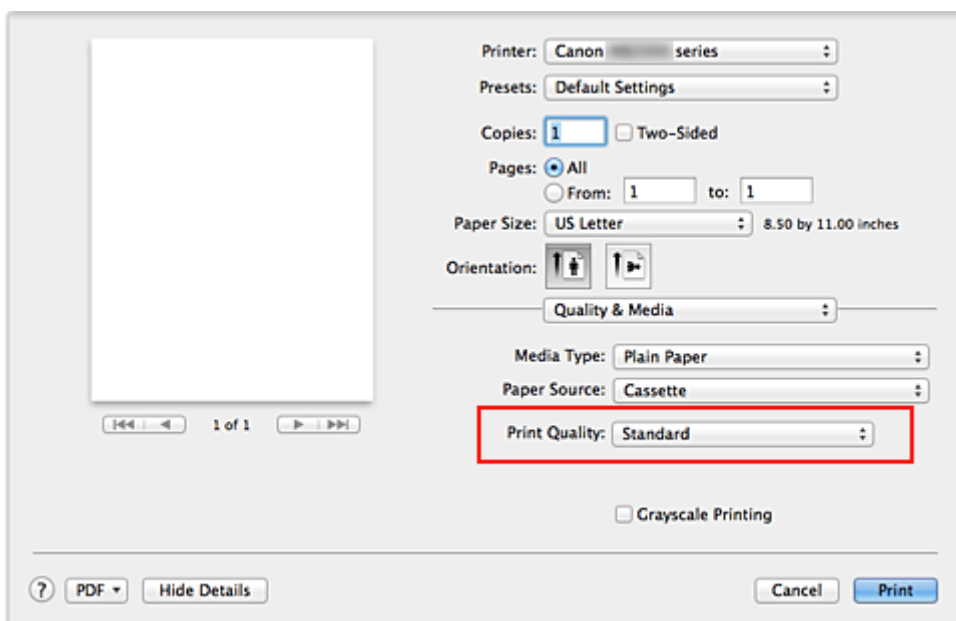 Printer: Canon series
Presets: Default Settings
Copies: 1 Two-Sided
Pages: All
From: 1 to: 1
Paper Size: US Letter 8.50 by 11.00 inches
Orientation:
Quality & Media
Media Type: Plain Paper
Paper Source: Cassette
1 of 1
Print Quality: Standard
Grayscale Printing
? PDF Hide Details Cancel Print